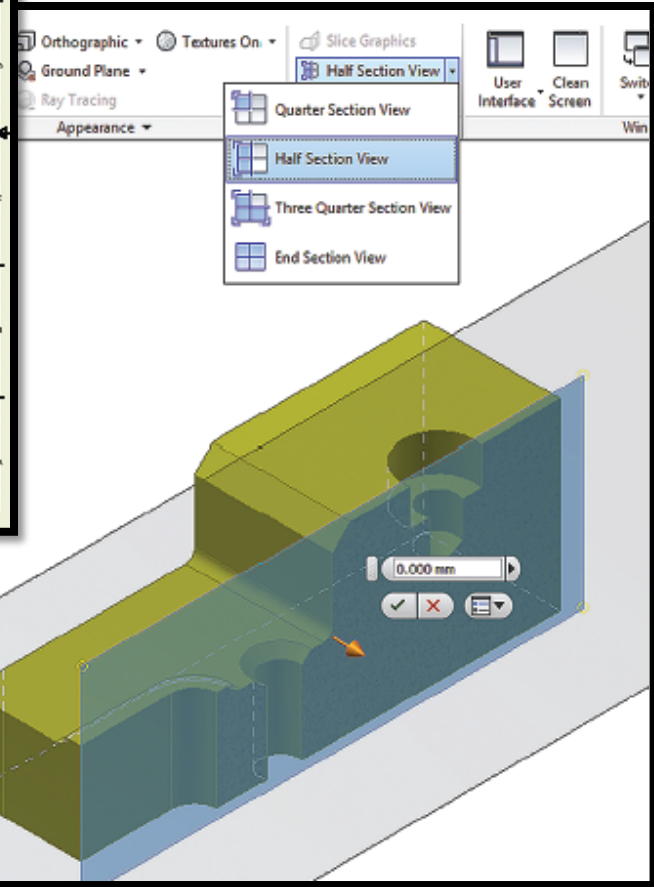 Orthographic
Textures On
Slice Graphics
Ground Plane
Half Section View
Ray Tracing
Appearance
User Interface
Clean Screen
Quarter Section View
Half Section View
Three Quarter Section View
End Section View
0.000 mm